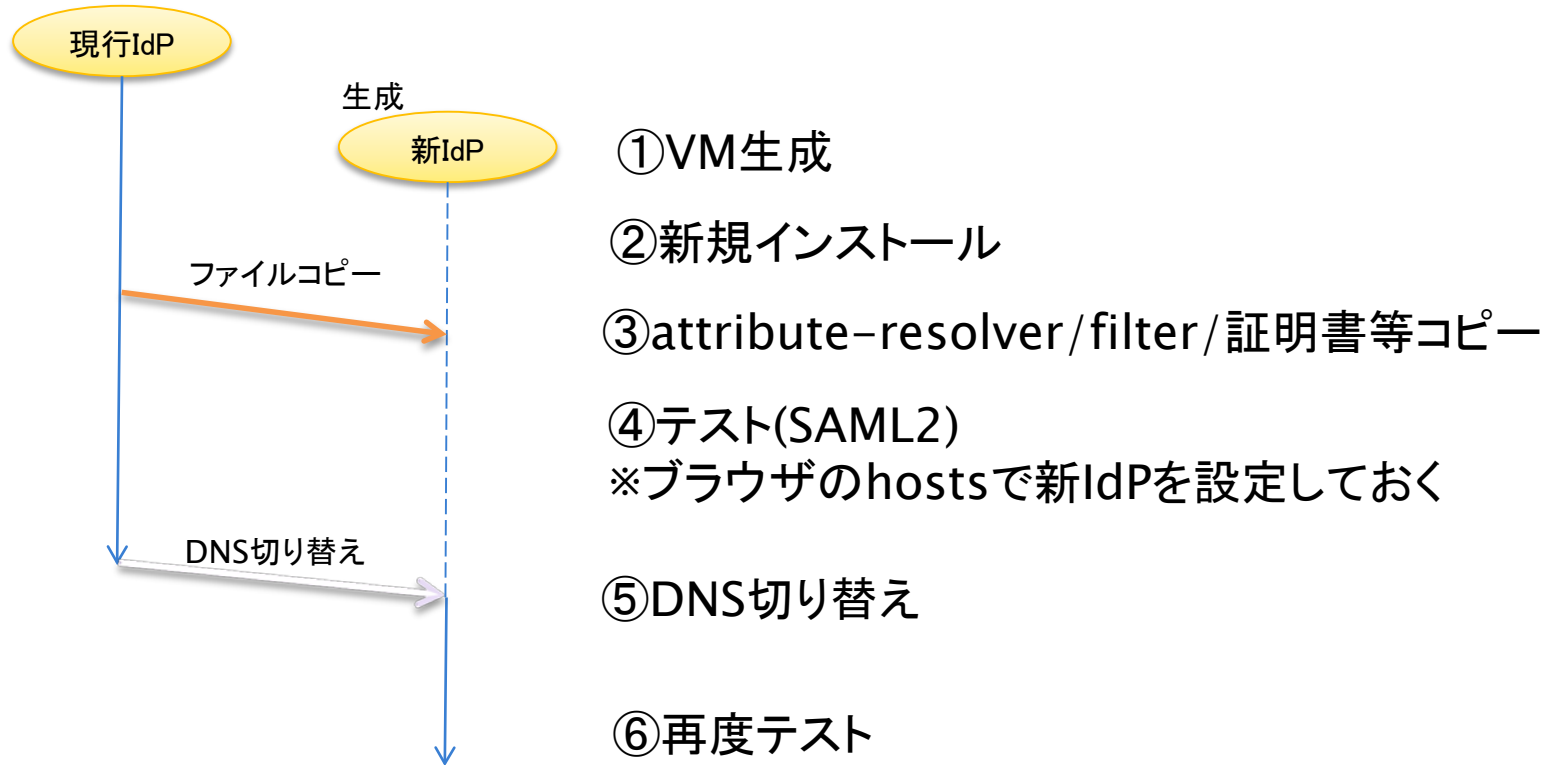 現行IdP
生成
新IdP
①VM生成
②新規インストール
ファイルコピー
③attribute-resolver/filter/証明書等コピー
④テスト(SAML2)
※ブラウザのhostsで新IdPを設定しておく
DNS切り替え
⑤DNS切り替え
⑥再度テスト